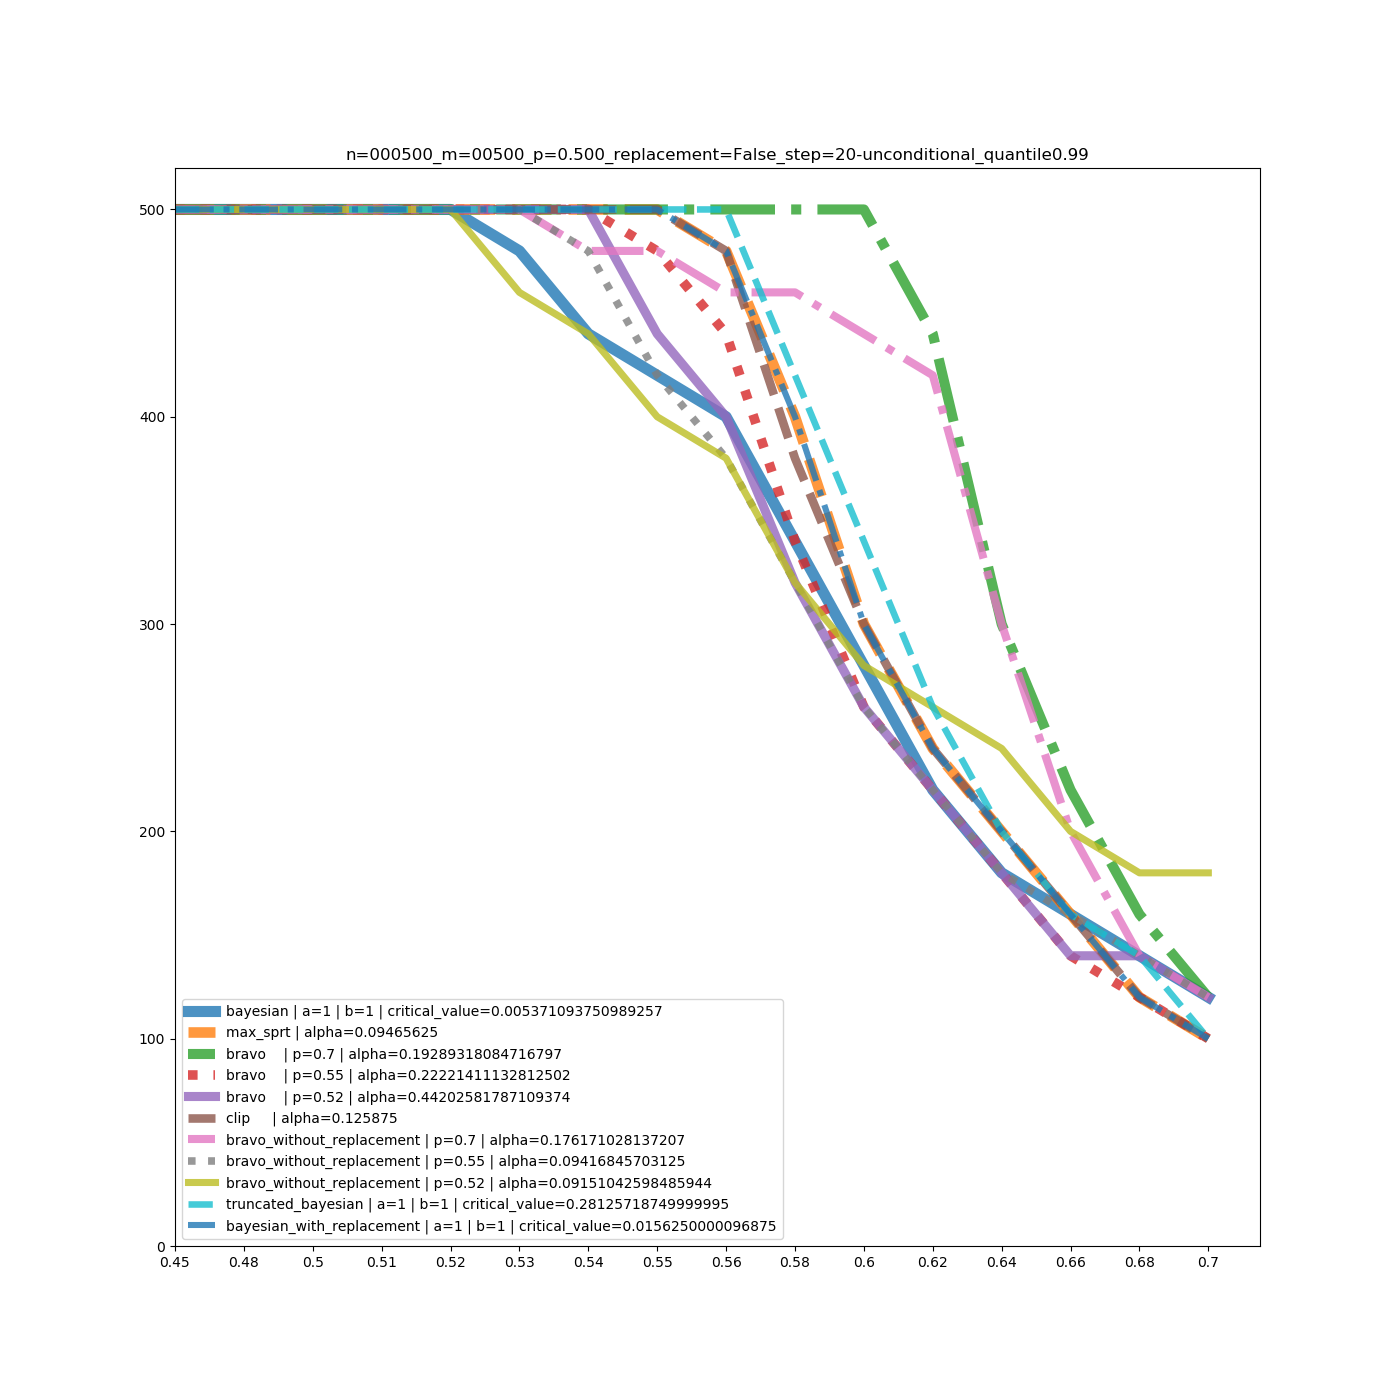 n=000500_m=00500_p=0.500_replacement=False_step=20-unconditional_quantile0.99
500
400
300
200
100
0
bayesian | a=1 | b=1 | critical_value=0.005371093750989257
max_sprt | alpha=0.09465625
bravo | p=0.7 | alpha=0.19289318084716797
bravo | p=0.55 | alpha=0.22221411132812502
bravo | p=0.52 | alpha=0.44202581787109374
clip | alpha=0.125875
bravo_without_replacement | p=0.7 | alpha=0.176171028137207
bravo_without_replacement | p=0.55 | alpha=0.09416845703125
bravo_without_replacement | p=0.52 | alpha=0.09151042598485944
truncated_bayesian | a=1 | b=1 | critical_value=0.28125718749999995
bayesian_with_replacement | a=1 | b=1 | critical_value=0.0156250000096875
0.45 0.48 0.5 0.51 0.52 0.53 0.54 0.55 0.56 0.58 0.6 0.62 0.64 0.66 0.68 0.7